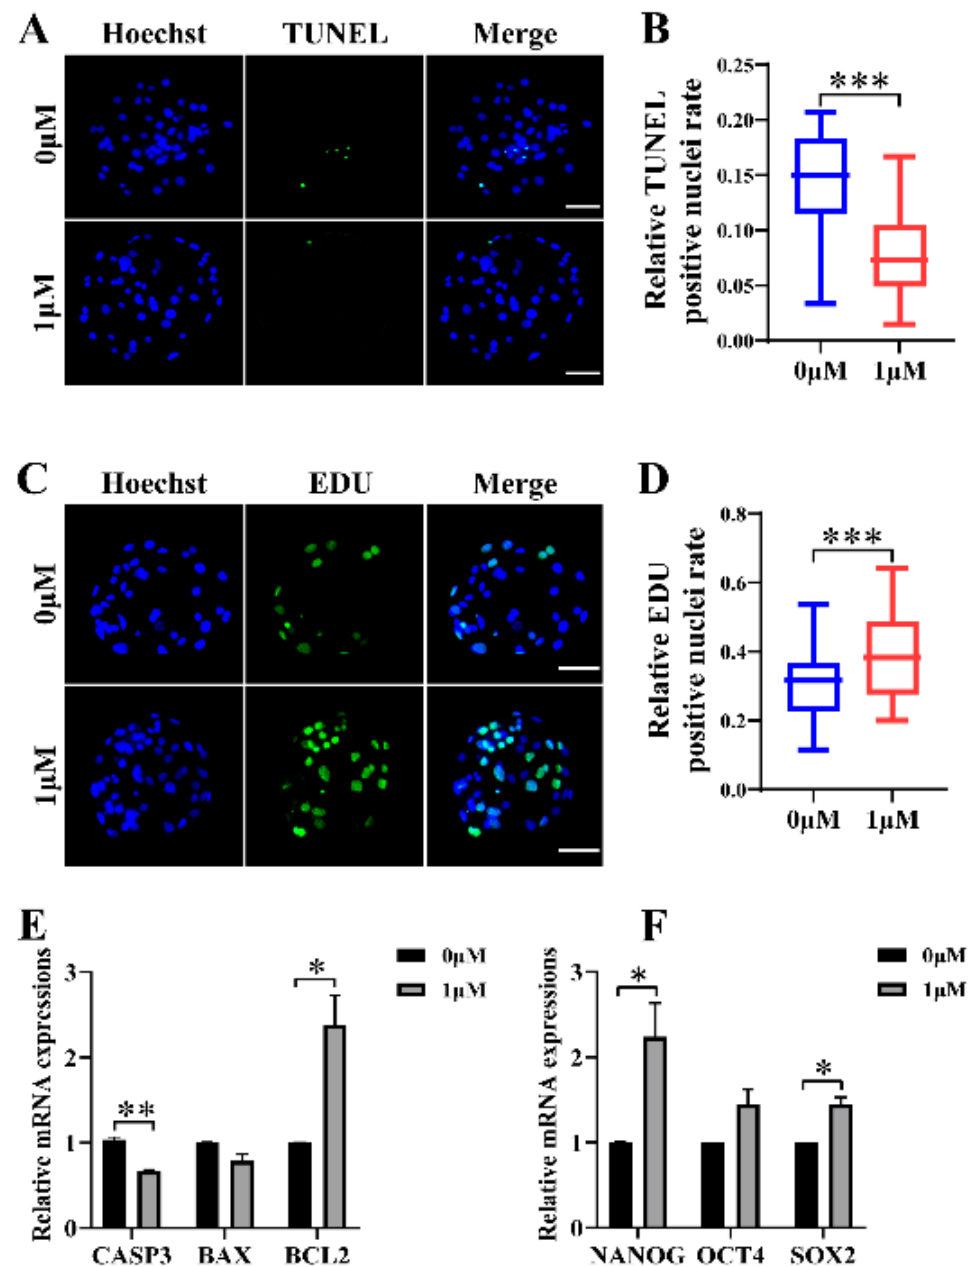 A
Hoechst TUNEL Merge
0μM
1μM
B
Relative TUNEL
positive nuclei rate
0.25
0.20
0.15
0.10
0.05
0.00
***
0μM 1μM
C
Hoechst EDU Merge
0μM
1μM
D
Relative EDU
positive nuclei rate
0.8
0.6
0.4
0.2
0.0
***
0μM 1μM
E
Relative mRNA expressions
3
2
1
0
**
*
0μM
1μM
CASP3 BAX BCL2
F
Relative mRNA expressions
3
2
1
0
*
*
0μM
1μM
NANOG OCT4 SOX2